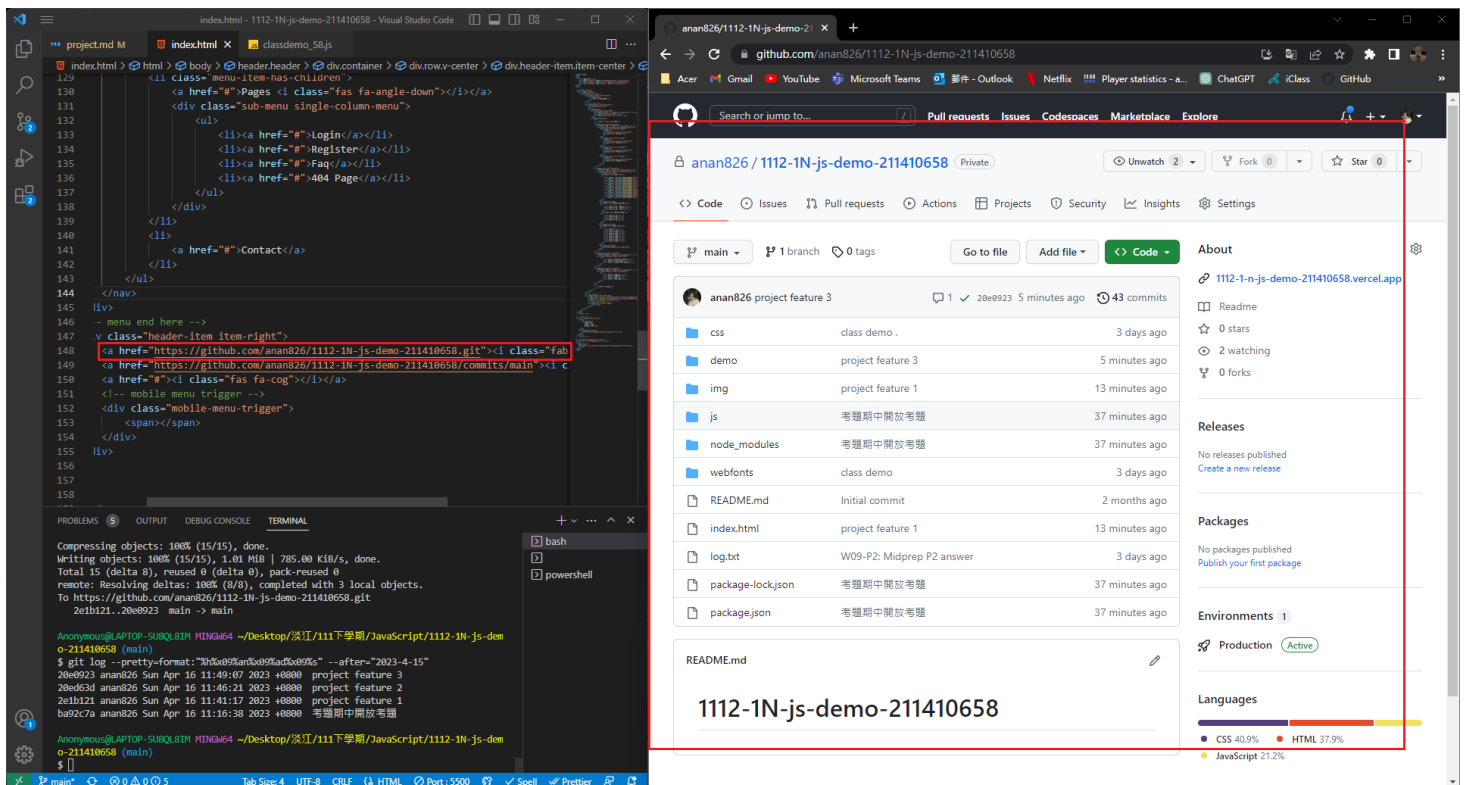 index.html - 1112-1N-js-demo-211410658 - Visual Studio Code
project.md M
index.html
classdemo_58.js
index.html > html > body > header.header > div.container > div.row.v-center > div.header-item.item-center >
129 <li class="menu-item-has-children">
130 <a href="#">Pages <i class="fas fa-angle-down"></i></a>
131 <div class="sub-menu single-column-menu">
132 <ul>
133 <li><a href="#">Login</a></li>
134 <li><a href="#">Register</a></li>
135 <li><a href="#">Faq</a></li>
136 <li><a href="#">404 Page</a></li>
137 </ul>
138 </div>
139 </li>
140 <li>
141 <a href="#">Contact</a>
142 </li>
143 </ul>
144 </nav>
145 div>
146 -- menu end here -->
147 v class="header-item item-right">
148 <a href="https://github.com/anan826/1112-1N-js-demo-211410658.git"><i class="fab
149 <a href="https://github.com/anan826/1112-1N-js-demo-211410658/commits/main"><i c
150 <a href="#"><i class="fas fa-cog"></i></a>
151 <!-- mobile menu trigger -->
152 <div class="mobile-menu-trigger">
153 <span></span>
154 </div>
155 div>
156
157
158
PROBLEMS 5 OUTPUT DEBUG CONSOLE TERMINAL
bash
powershell
Compressing objects: 100% (15/15), done.
Writing objects: 100% (15/15), 1.01 MiB | 785.00 KiB/s, done.
Total 15 (delta 8), reused 0 (delta 0), pack-reused 0
remote: Resolving deltas: 100% (8/8), completed with 3 local objects.
To https://github.com/anan826/1112-1N-js-demo-211410658.git
2e1b121..20e0923 main -> main
Anonymous@LAPTOP-5U8QL8IM MINGW64 ~/Desktop/淡江/111下學期/JavaScript/1112-1N-js-dem
o-211410658 (main)
$ git log --pretty=format:"%h%x09%an%x09%ad%x09%s" --after="2023-4-15"
20e0923 anan826 Sun Apr 16 11:49:07 2023 +0800 project feature 3
20ed63d anan826 Sun Apr 16 11:46:21 2023 +0800 project feature 2
2e1b121 anan826 Sun Apr 16 11:41:17 2023 +0800 project feature 1
ba92c7a anan826 Sun Apr 16 11:16:38 2023 +0800 考題期中開放考題
Anonymous@LAPTOP-5U8QL8IM MINGW64 ~/Desktop/淡江/111下學期/JavaScript/1112-1N-js-dem
o-211410658 (main)
$
main* 0 0 0 5 Tab Size: 4 UTF-8 CRLF HTML Port : 5500 Spell Prettier
anan826/1112-1N-js-demo-21
github.com/anan826/1112-1N-js-demo-211410658
Acer Gmail YouTube Microsoft Teams 郵件 - Outlook Netflix Player statistics - a... ChatGPT iClass GitHub »
Search or jump to... / Pull requests Issues Codespaces Marketplace Explore
anan826 / 1112-1N-js-demo-211410658 Private
Unwatch 2 Fork 0 Star 0
Code Issues Pull requests Actions Projects Security Insights Settings
main 1 branch 0 tags Go to file Add file Code
anan826 project feature 3 1 20e0923 5 minutes ago 43 commits
css class demo . 3 days ago
demo project feature 3 5 minutes ago
img project feature 1 13 minutes ago
js 考題期中開放考題 37 minutes ago
node_modules 考題期中開放考題 37 minutes ago
webfonts class demo 3 days ago
README.md Initial commit 2 months ago
index.html project feature 1 13 minutes ago
log.txt W09-P2: Midprep P2 answer 3 days ago
package-lock.json 考題期中開放考題 37 minutes ago
package.json 考題期中開放考題 37 minutes ago
README.md
1112-1N-js-demo-211410658
About
1112-1-n-js-demo-211410658.vercel.app
Readme
0 stars
2 watching
0 forks
Releases
No releases published
Create a new release
Packages
No packages published
Publish your first package
Environments 1
Production Active
Languages
CSS 40.9% HTML 37.9%
JavaScript 21.2%